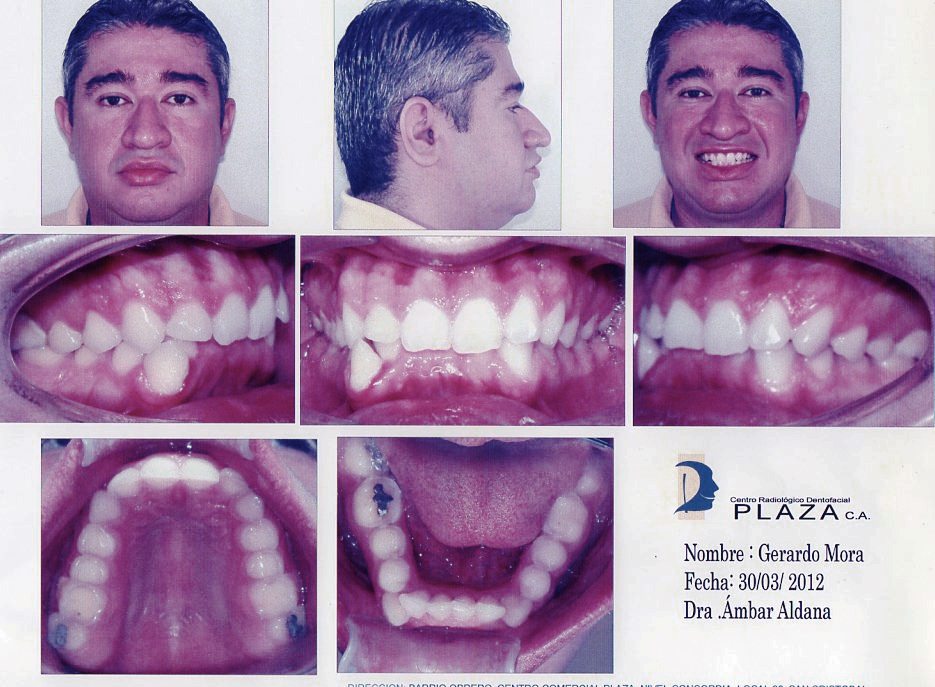 Centro Radiológico Dentofacial
PLAZA C.A.
Nombre : Gerardo Mora
Fecha: 30/03/ 2012
Dra .Ámbar Aldana
DIRECCION: BARRIO OBRERO, CENTRO COMERCIAL PLAZA, NIVEL CONCORDIA, LOCAL SAN CRISTOBAL